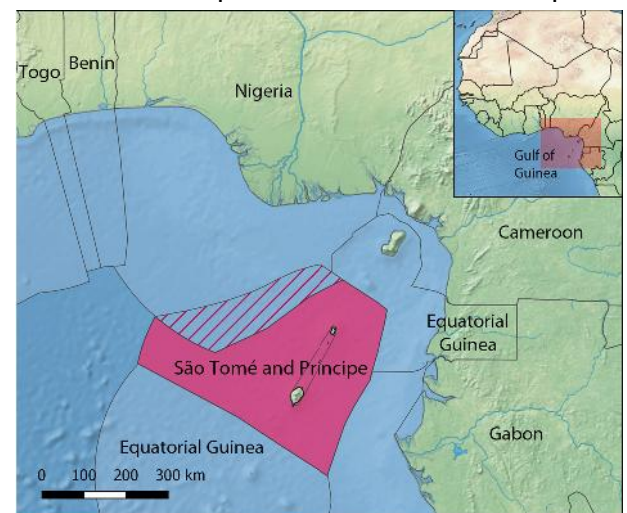 Togo
Benin
Nigeria
Gulf of
Guinea
Cameroon
Equatorial
Guinea
São Tomé and Príncipe
Gabon
Equatorial Guinea
0 100 200 300 km